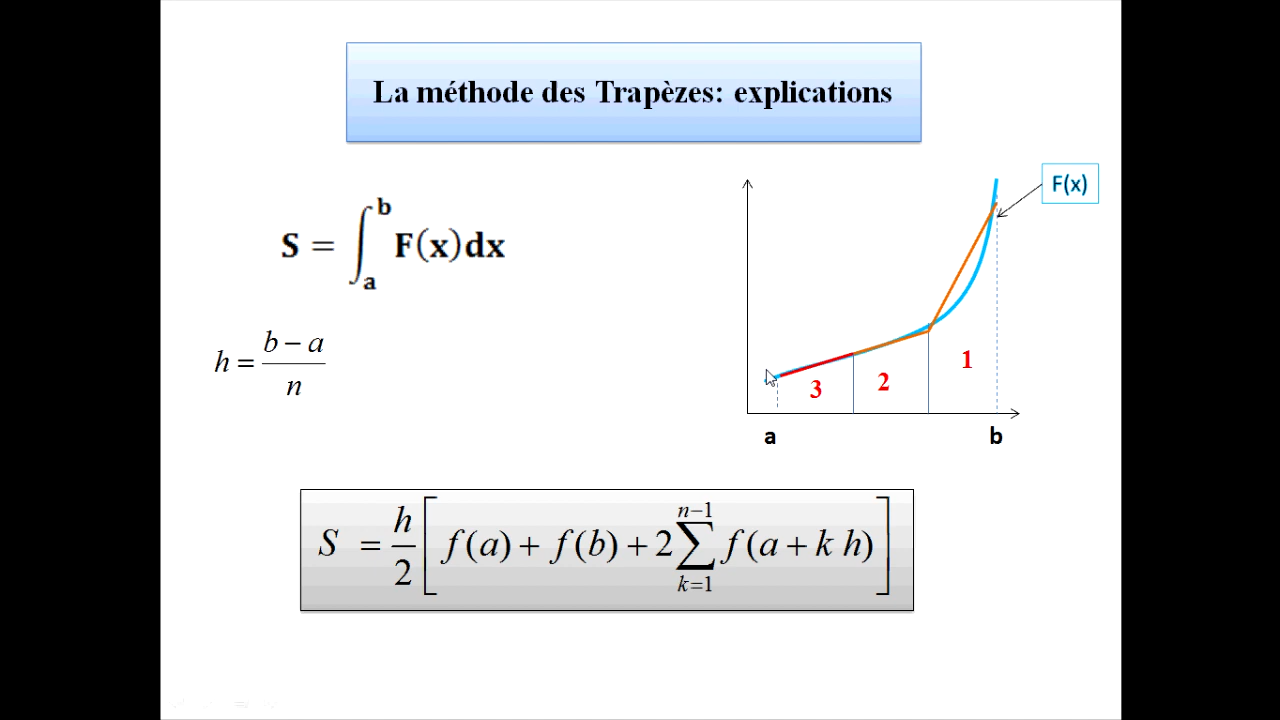 La méthode des Trapèzes: explications
S = ∫_a^b F(x)dx
F(x)
h = (b − a)/n
1
2
3
a b
S = h/2 [ f(a) + f(b) + 2 ∑_{k=1}^{n−1} f(a + k h) ]